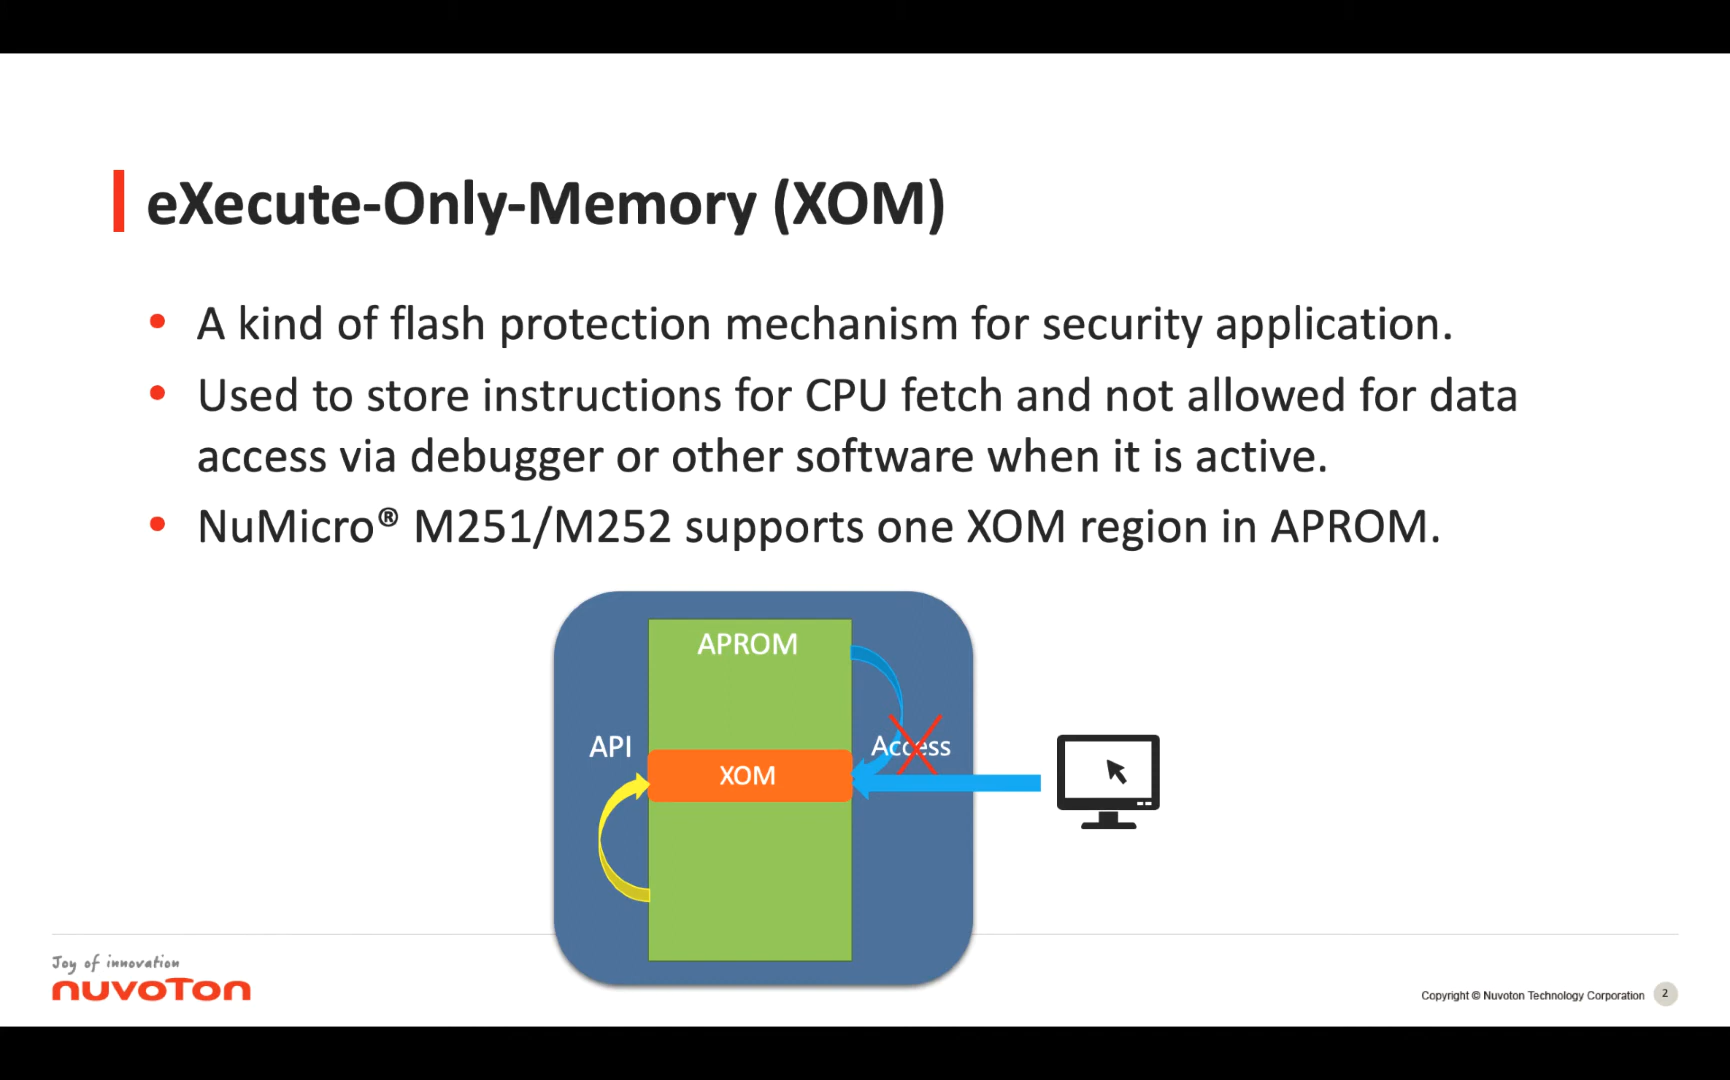 eXecute-Only-Memory (XOM)
• A kind of flash protection mechanism for security application.
• Used to store instructions for CPU fetch and not allowed for data
access via debugger or other software when it is active.
• NuMicro® M251/M252 supports one XOM region in APROM.
APROM
API
Access
XOM
Joy of innovation
nuvoTon
Copyright © Nuvoton Technology Corporation
2